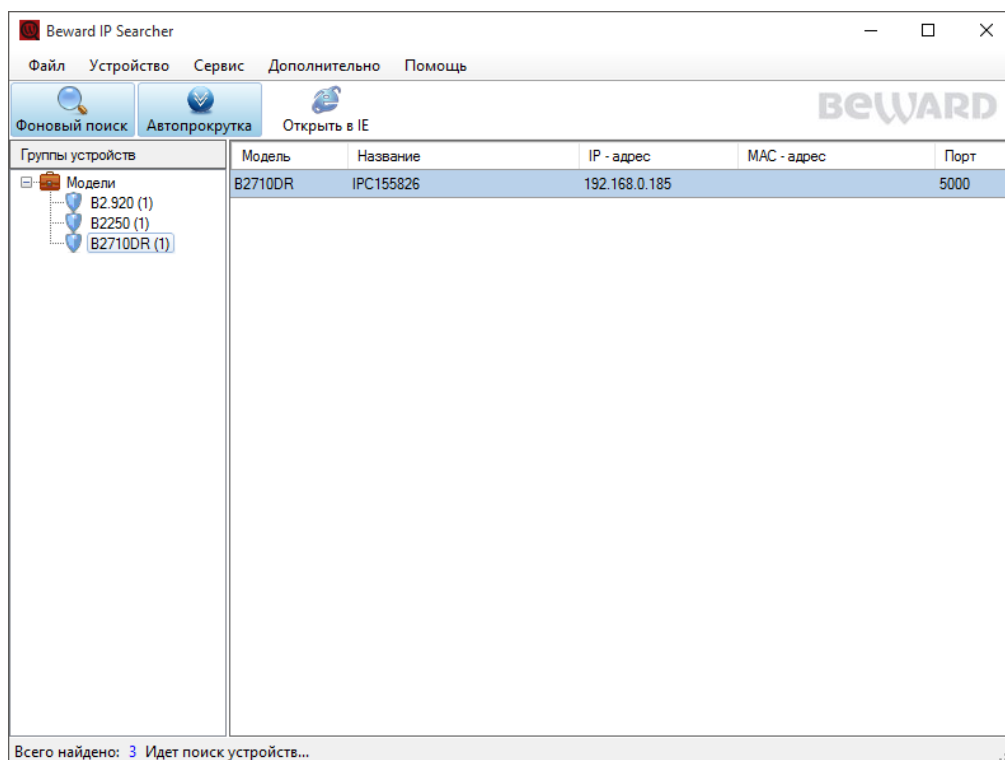 Beward IP Searcher
Файл Устройство Сервис Дополнительно Помощь
Фоновый поиск Автопрокрутка Открыть в IE
BEWARD
Группы устройств
Модель Название IP - адрес MAC - адрес Порт
Модели
B2.920 (1)
B2250 (1)
B2710DR (1)
B2710DR IPC155826 192.168.0.185 5000
Всего найдено: 3 Идет поиск устройств...